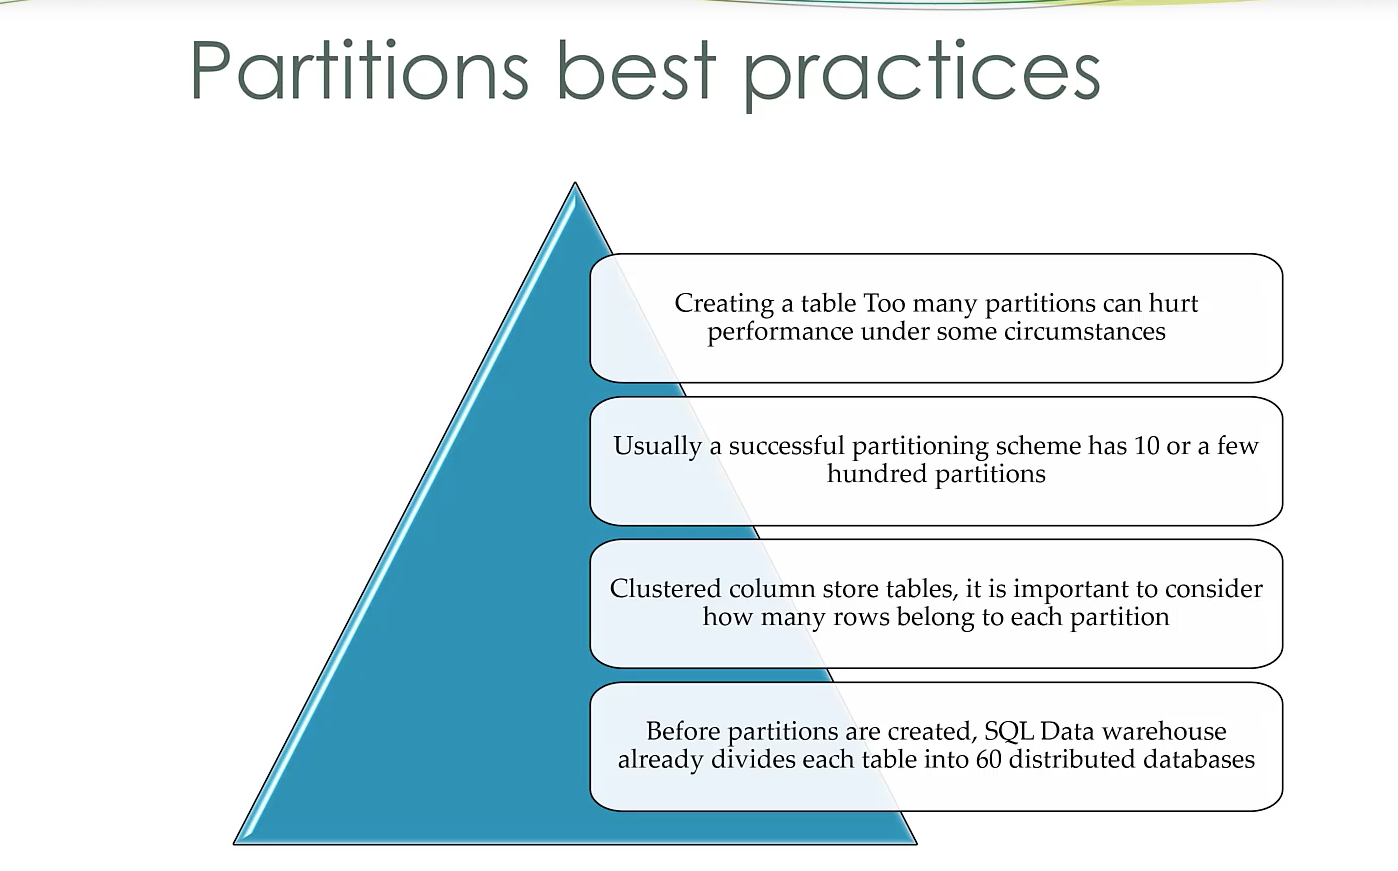 Partitions best practices
Creating a table Too many partitions can hurt
performance under some circumstances
Usually a successful partitioning scheme has 10 or a few
hundred partitions
Clustered column store tables, it is important to consider
how many rows belong to each partition
Before partitions are created, SQL Data warehouse
already divides each table into 60 distributed databases